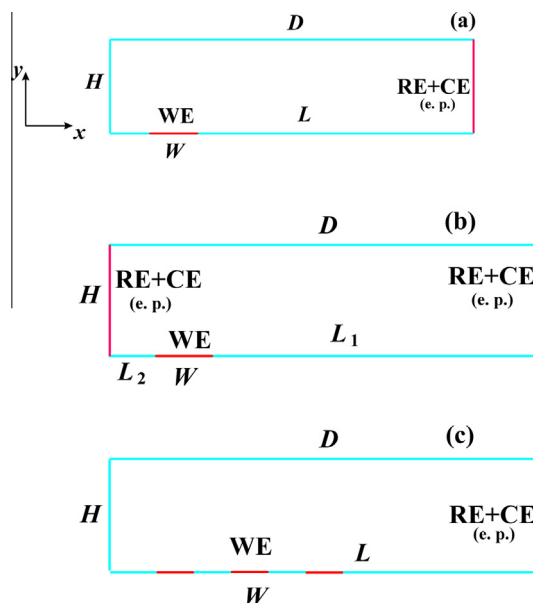 D (a)
y H
RE+CE
(e. p.)
WE L
x W
D (b)
H RE+CE RE+CE
(e. p.) (e. p.)
WE L1
L2 W
D (c)
H RE+CE
(e. p.)
WE L
W